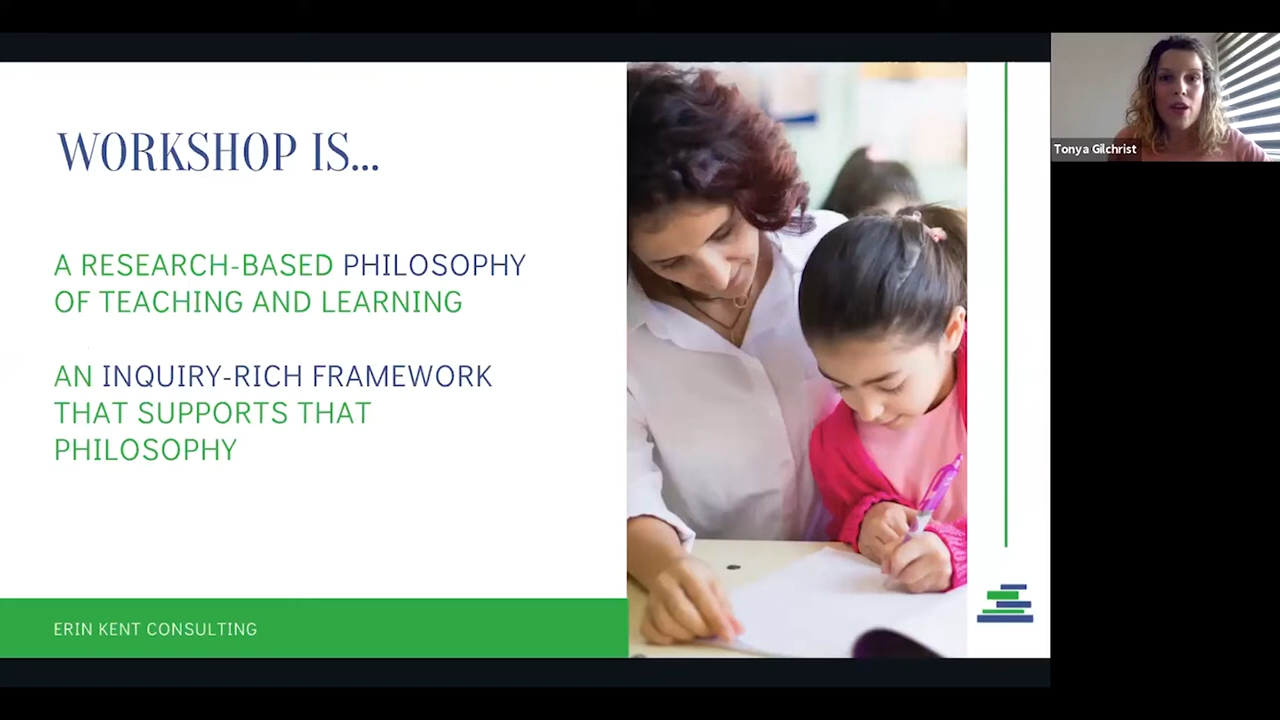 WORKSHOP IS...
A RESEARCH-BASED PHILOSOPHY
OF TEACHING AND LEARNING
AN INQUIRY-RICH FRAMEWORK
THAT SUPPORTS THAT
PHILOSOPHY
ERIN KENT CONSULTING
Tonya Gilchrist